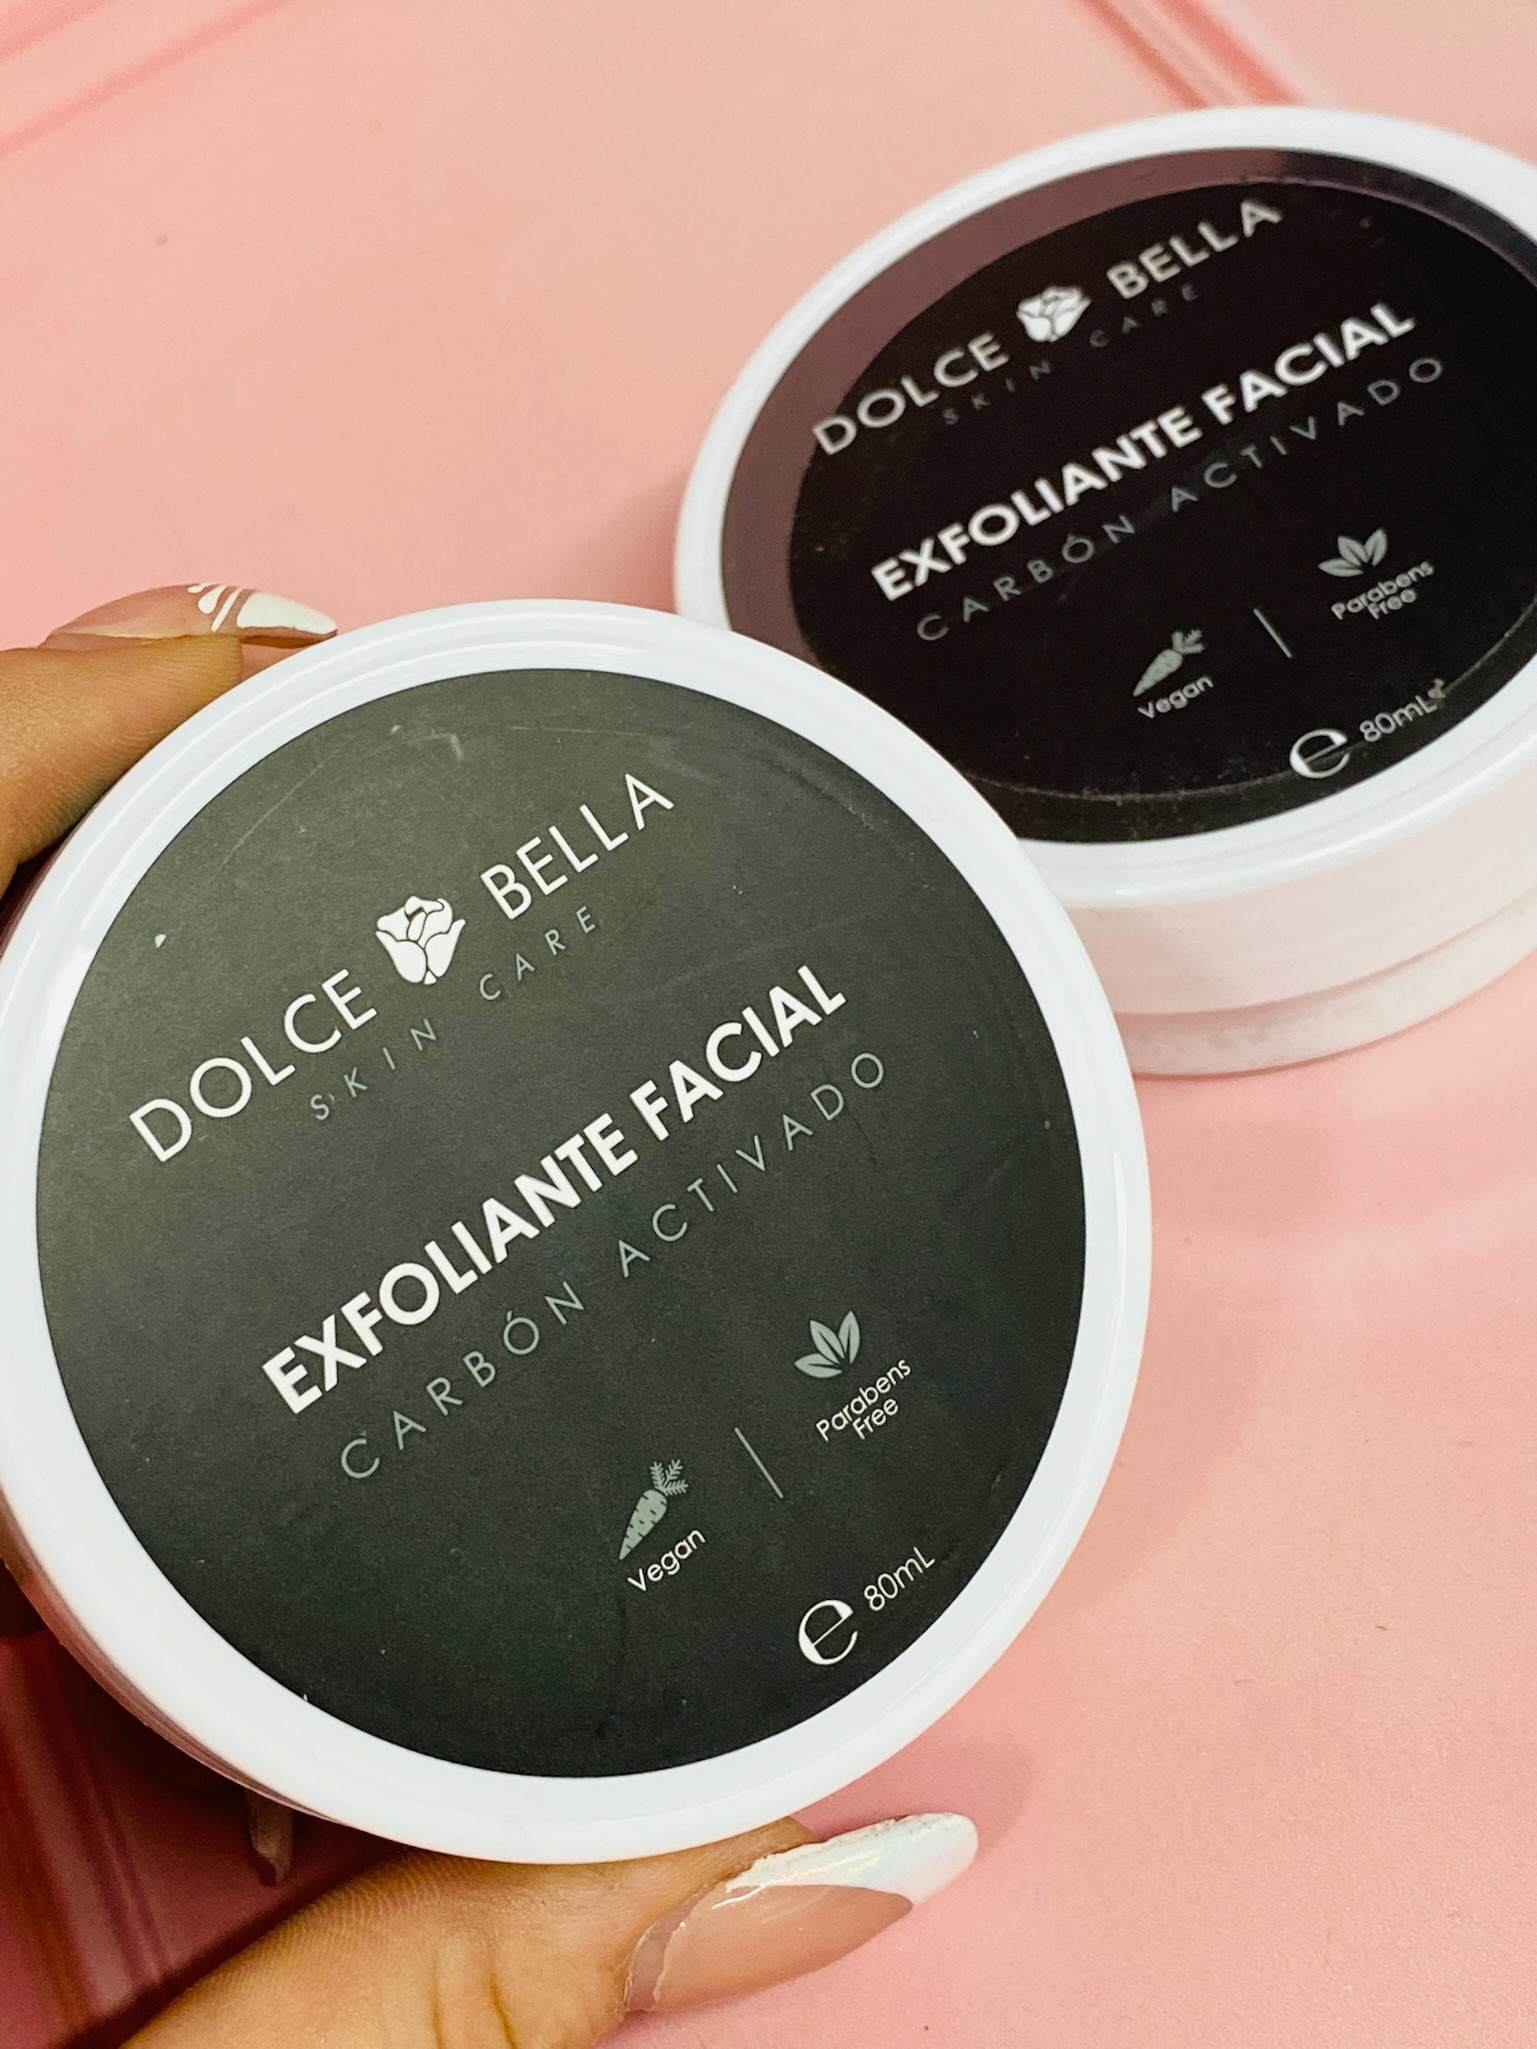 DOLCE BELLA
SKIN CARE
EXFOLIANTE FACIAL
CARBÓN ACTIVADO
Vegan
Parabens
Free
℮ 80mL
DOLCE BELLA
SKIN CARE
EXFOLIANTE FACIAL
CARBÓN ACTIVADO
Vegan
Parabens
Free
℮ 80mL